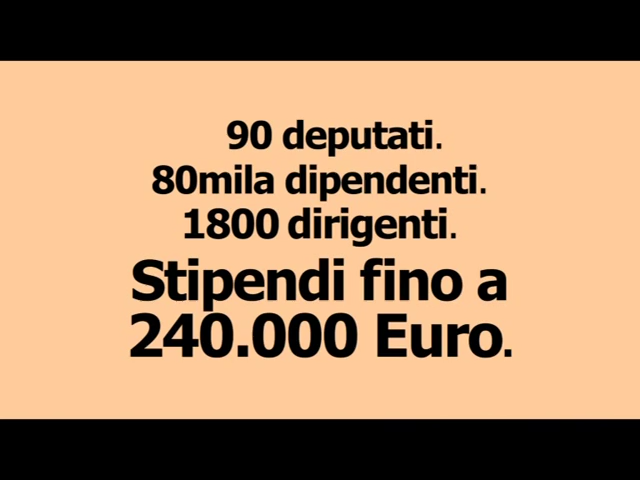 90 deputati.
80mila dipendenti.
1800 dirigenti.
Stipendi fino a
240.000 Euro.